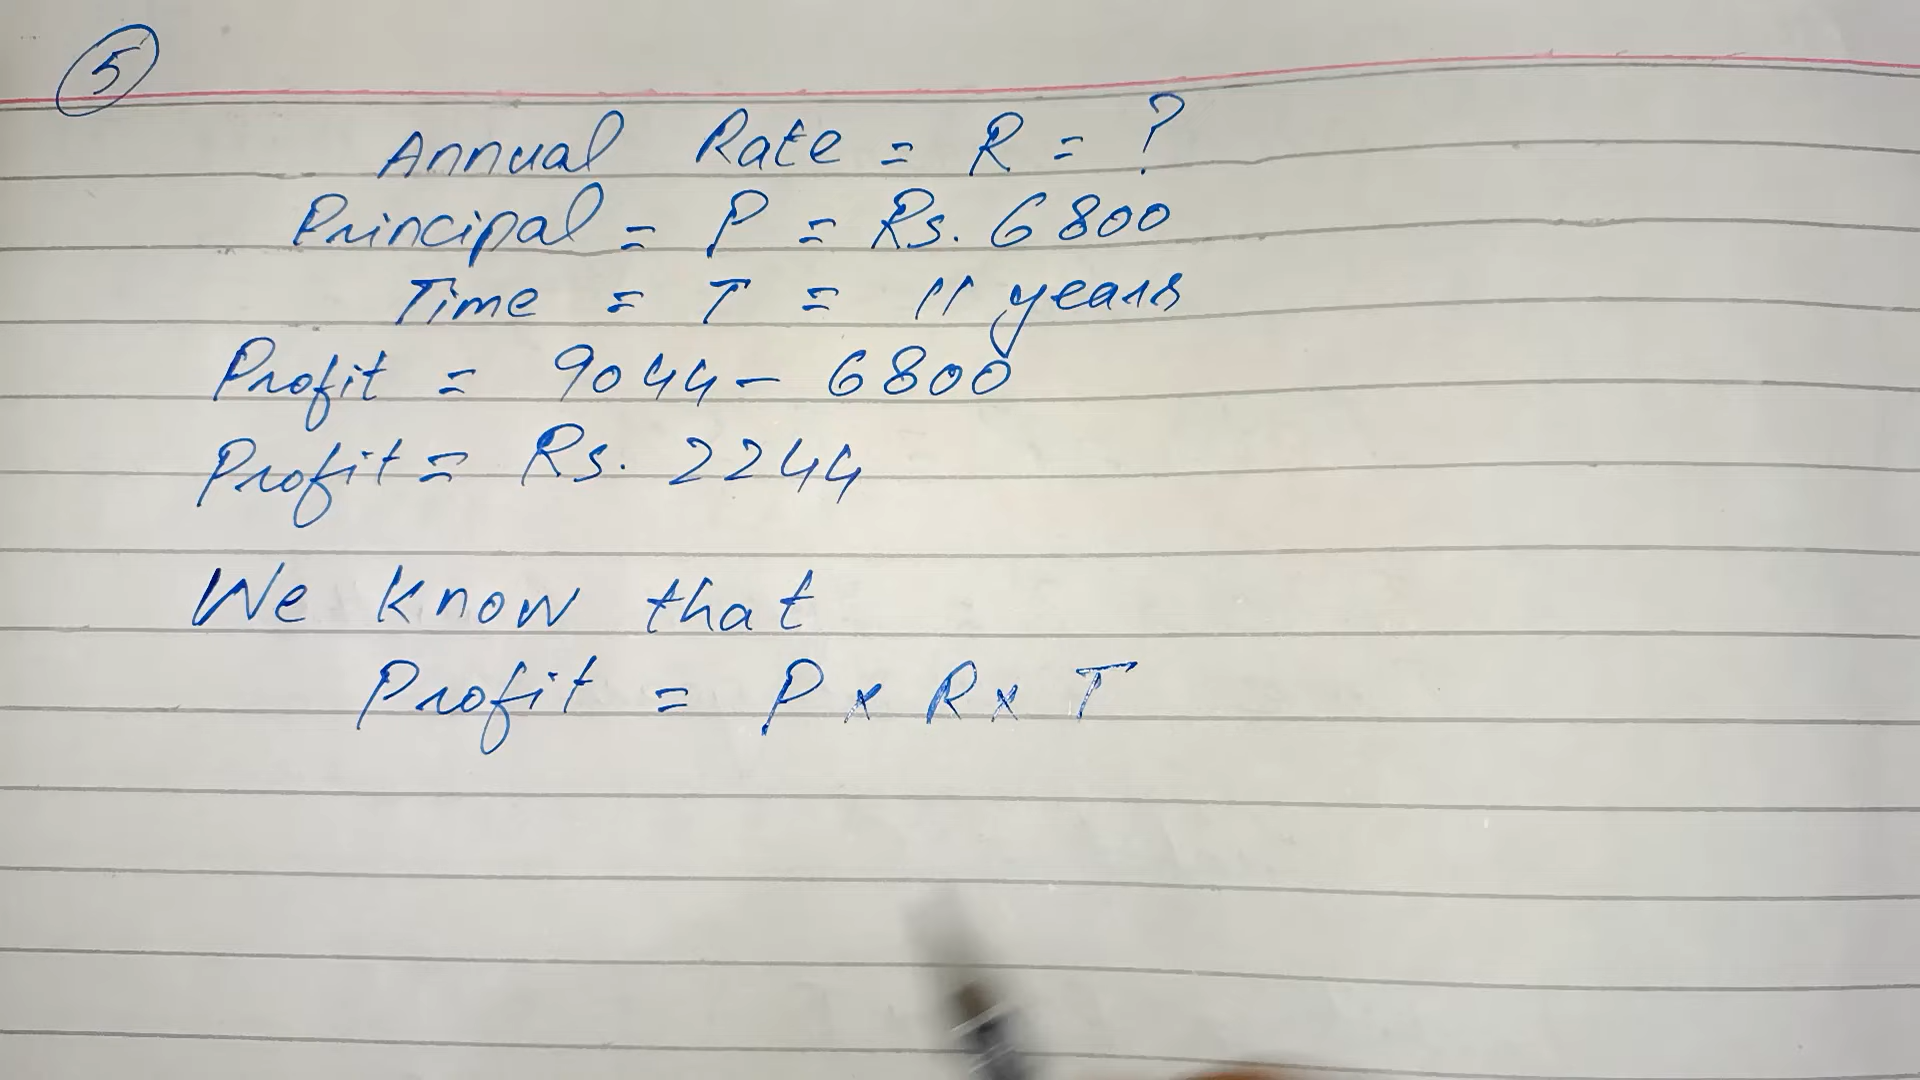 5
Annual Rate = R = ?
Principal = P = Rs. 6800
Time = T = 11 years
Profit = 9044 - 6800
Profit = Rs. 2244
We know that
Profit = P x R x T